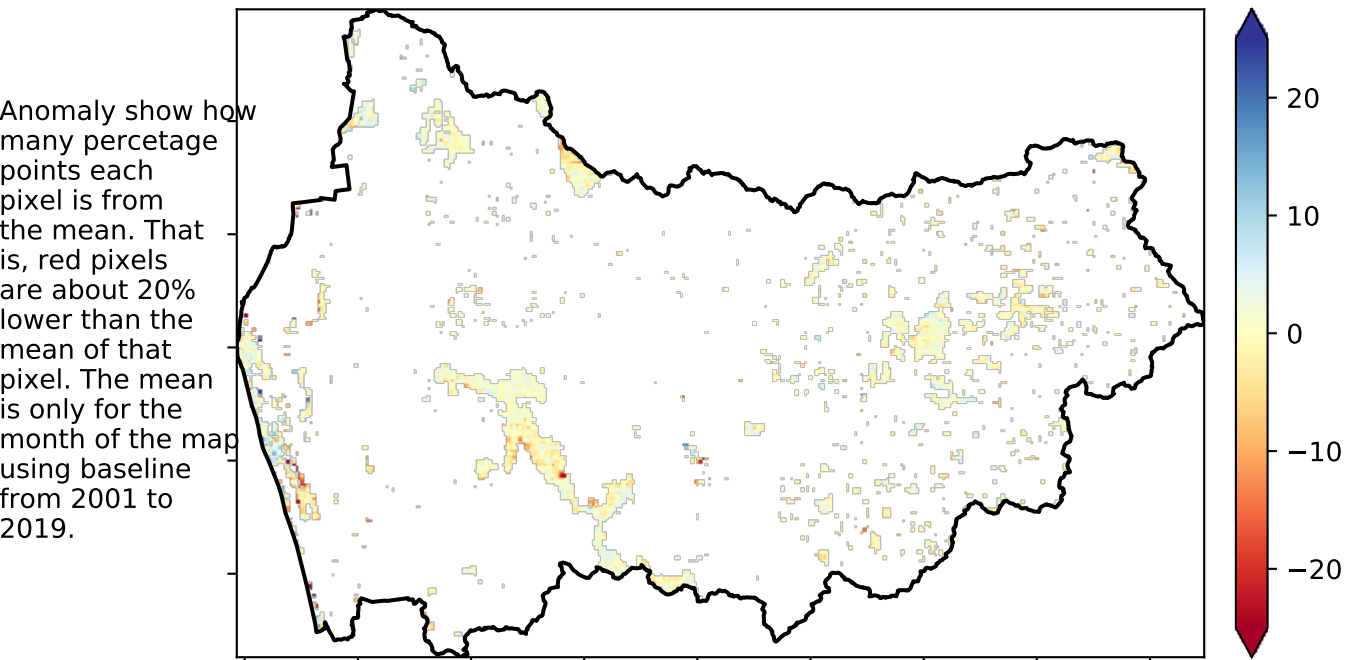 Anomaly show how
many percetage
points each
pixel is from
the mean. That
is, red pixels
are about 20%
lower than the
mean of that
pixel. The mean
is only for the
month of the map
using baseline
from 2001 to
2019.
20
10
0
−10
−20